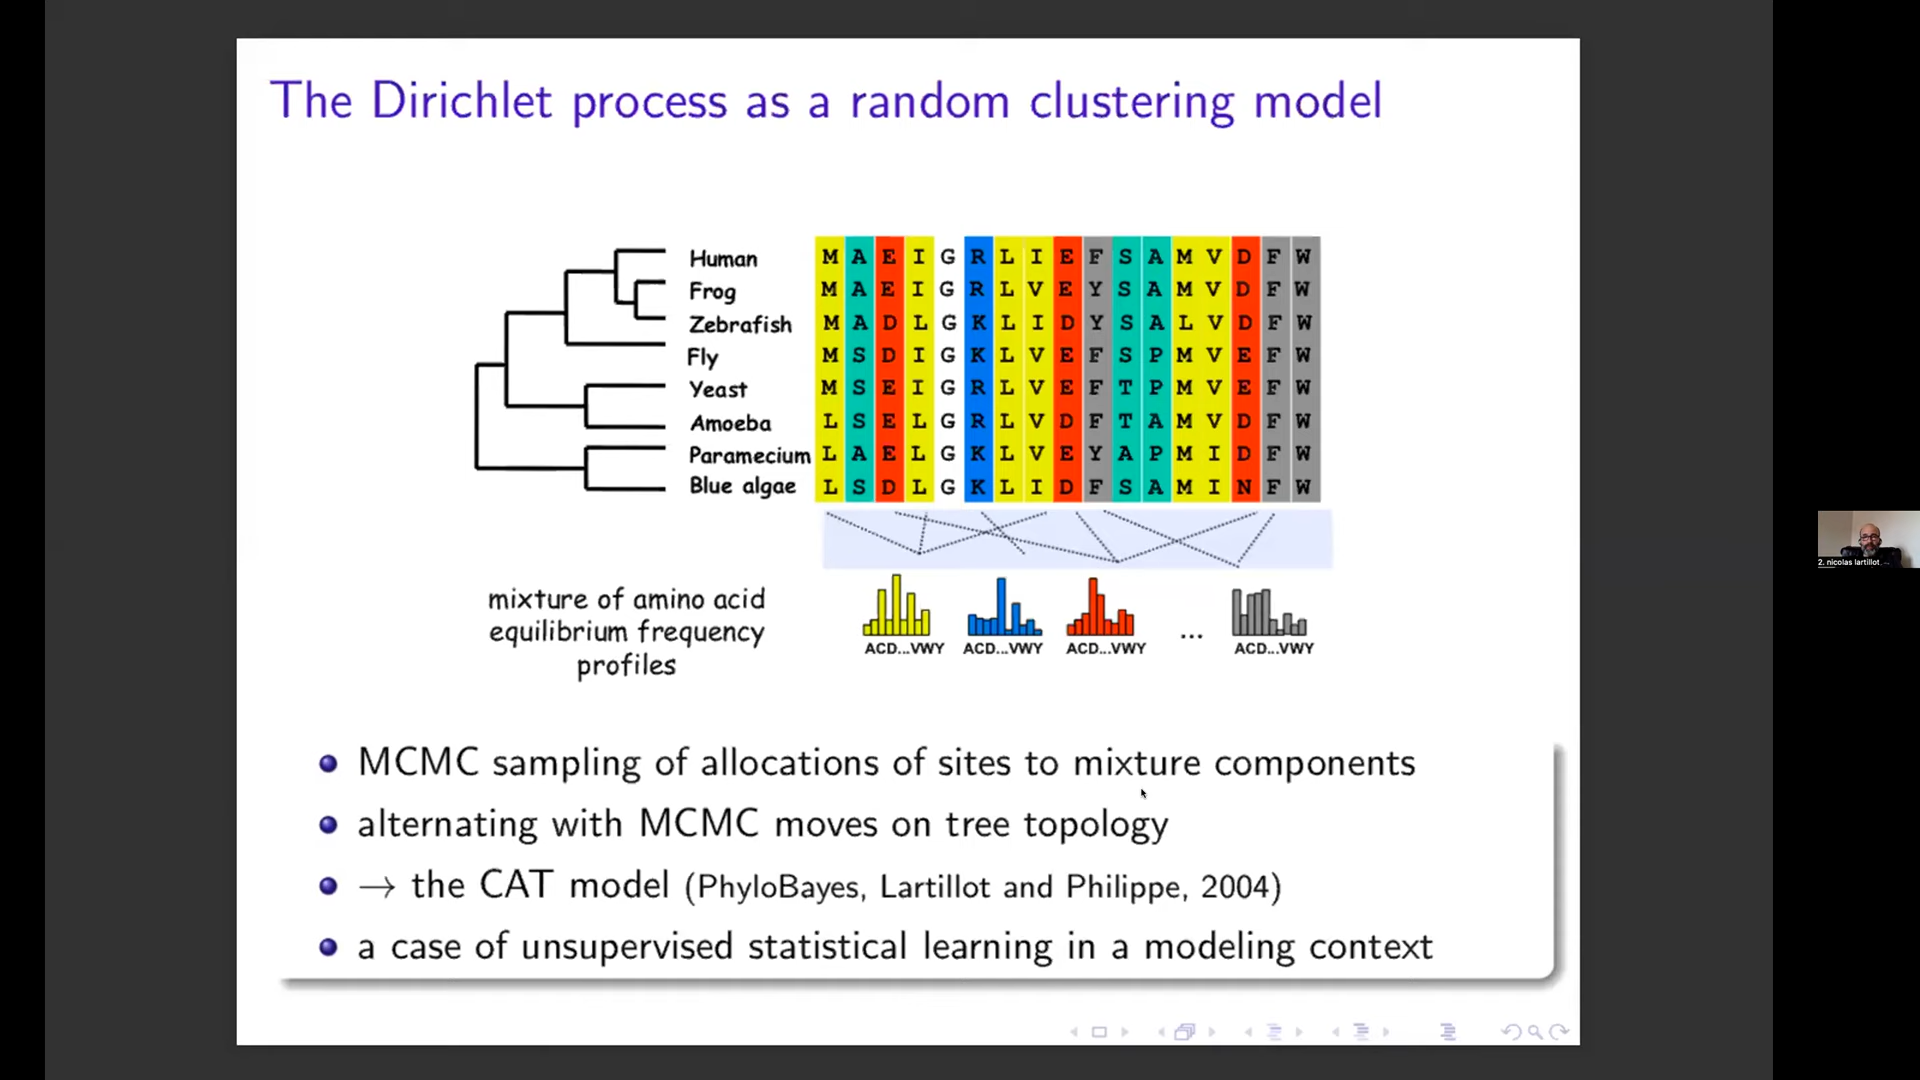 The Dirichlet process as a random clustering model
Human M A E I G R L I E F S A M V D F W
Frog M A E I G R L V E Y S A M V D F W
Zebrafish M A D L G K L I D Y S A L V D F W
Fly M S D I G K L V E F S P M V E F W
Yeast M S E I G R L V E F T P M V E F W
Amoeba L S E L G R L V D F T A M V D F W
Paramecium L A E L G K L V E Y A P M I D F W
Blue algae L S D L G K L I D F S A M I N F W
mixture of amino acid
equilibrium frequency
profiles
ACD...VWY ACD...VWY ACD...VWY ... ACD...VWY
MCMC sampling of allocations of sites to mixture components
alternating with MCMC moves on tree topology
→ the CAT model (PhyloBayes, Lartillot and Philippe, 2004)
a case of unsupervised statistical learning in a modeling context
2. nicolas lartillot